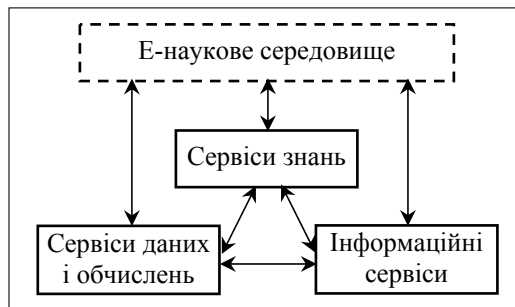 Е-наукове середовище
Сервіси знань
Сервіси даних
і обчислень
Інформаційні
сервіси